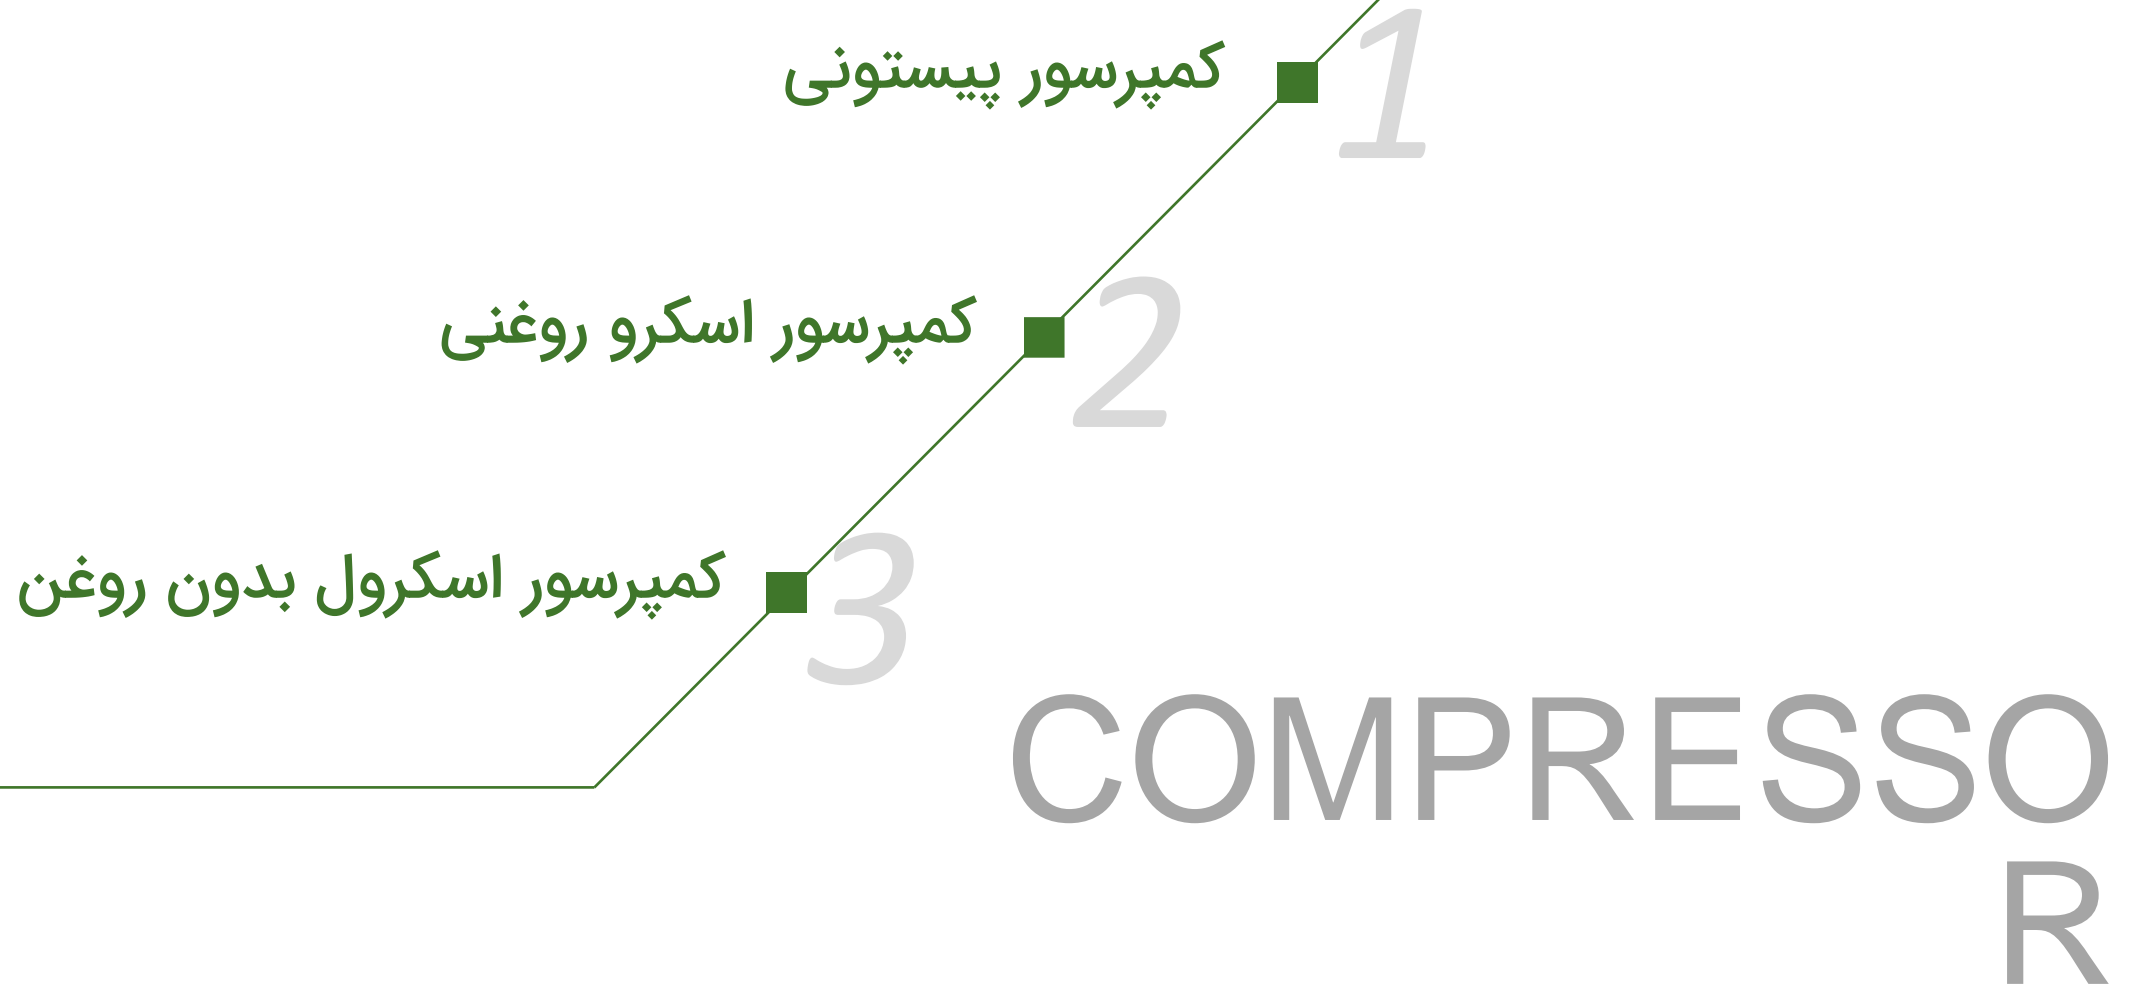 1
کمپرسور پیستونی
2
کمپرسور اسکرو روغنی
3
کمپرسور اسکرول بدون روغن
COMPRESSO
R